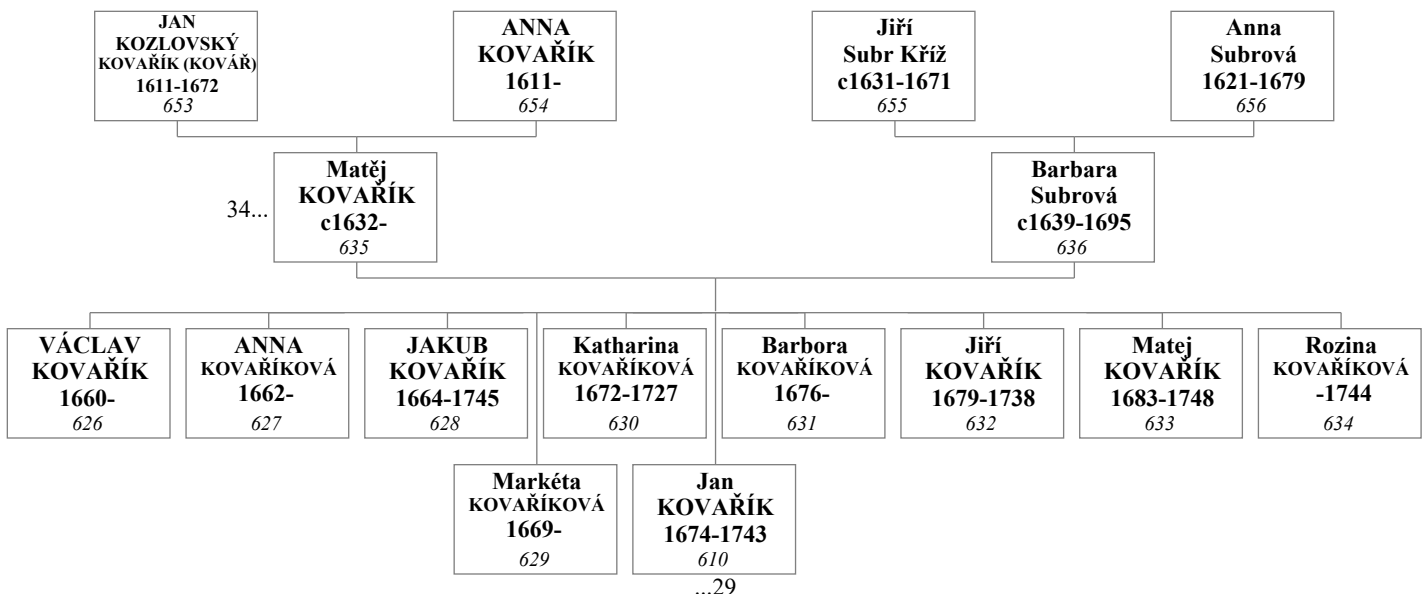 JAN
KOZLOVSKÝ
KOVAŘÍK (KOVÁŘ)
1611-1672
653
ANNA
KOVAŘÍK
1611-
654
Jiří
Subr Kříž
c1631-1671
655
Anna
Subrová
1621-1679
656
34...
Matěj
KOVAŘÍK
c1632-
635
Barbara
Subrová
c1639-1695
636
VÁCLAV
KOVAŘÍK
1660-
626
ANNA
KOVAŘÍKOVÁ
1662-
627
JAKUB
KOVAŘÍK
1664-1745
628
Katharina
KOVAŘÍKOVÁ
1672-1727
630
Barbora
KOVAŘÍKOVÁ
1676-
631
Jiří
KOVAŘÍK
1679-1738
632
Matej
KOVAŘÍK
1683-1748
633
Rozina
KOVAŘÍKOVÁ
-1744
634
Markéta
KOVAŘÍKOVÁ
1669-
629
Jan
KOVAŘÍK
1674-1743
610
...29